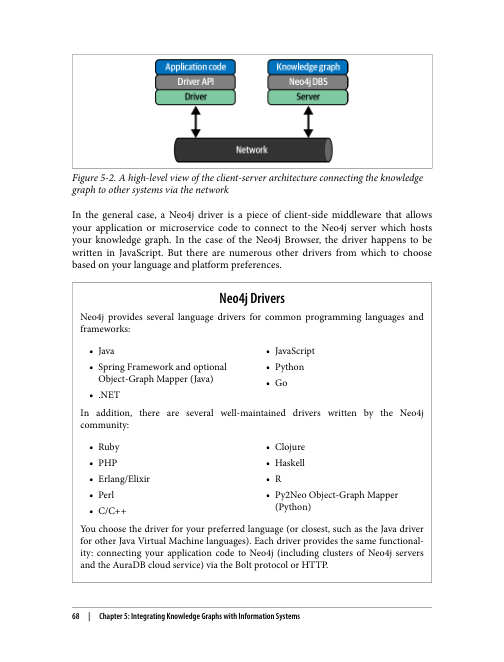 Application code
Driver API
Driver
Knowledge graph
Neo4j DBS
Server
Network
Figure 5-2. A high-level view of the client-server architecture connecting the knowledge
graph to other systems via the network
In the general case, a Neo4j driver is a piece of client-side middleware that allows
your application or microservice code to connect to the Neo4j server which hosts
your knowledge graph. In the case of the Neo4j Browser, the driver happens to be
written in JavaScript. But there are numerous other drivers from which to choose
based on your language and platform preferences.
Neo4j Drivers
Neo4j provides several language drivers for common programming languages and
frameworks:
• Java
• Spring Framework and optional
Object-Graph Mapper (Java)
• .NET
• JavaScript
• Python
• Go
In addition, there are several well-maintained drivers written by the Neo4j
community:
• Ruby
• PHP
• Erlang/Elixir
• Perl
• C/C++
• Clojure
• Haskell
• R
• Py2Neo Object-Graph Mapper
(Python)
You choose the driver for your preferred language (or closest, such as the Java driver
for other Java Virtual Machine languages). Each driver provides the same functional-
ity: connecting your application code to Neo4j (including clusters of Neo4j servers
and the AuraDB cloud service) via the Bolt protocol or HTTP.
68 | Chapter 5: Integrating Knowledge Graphs with Information Systems